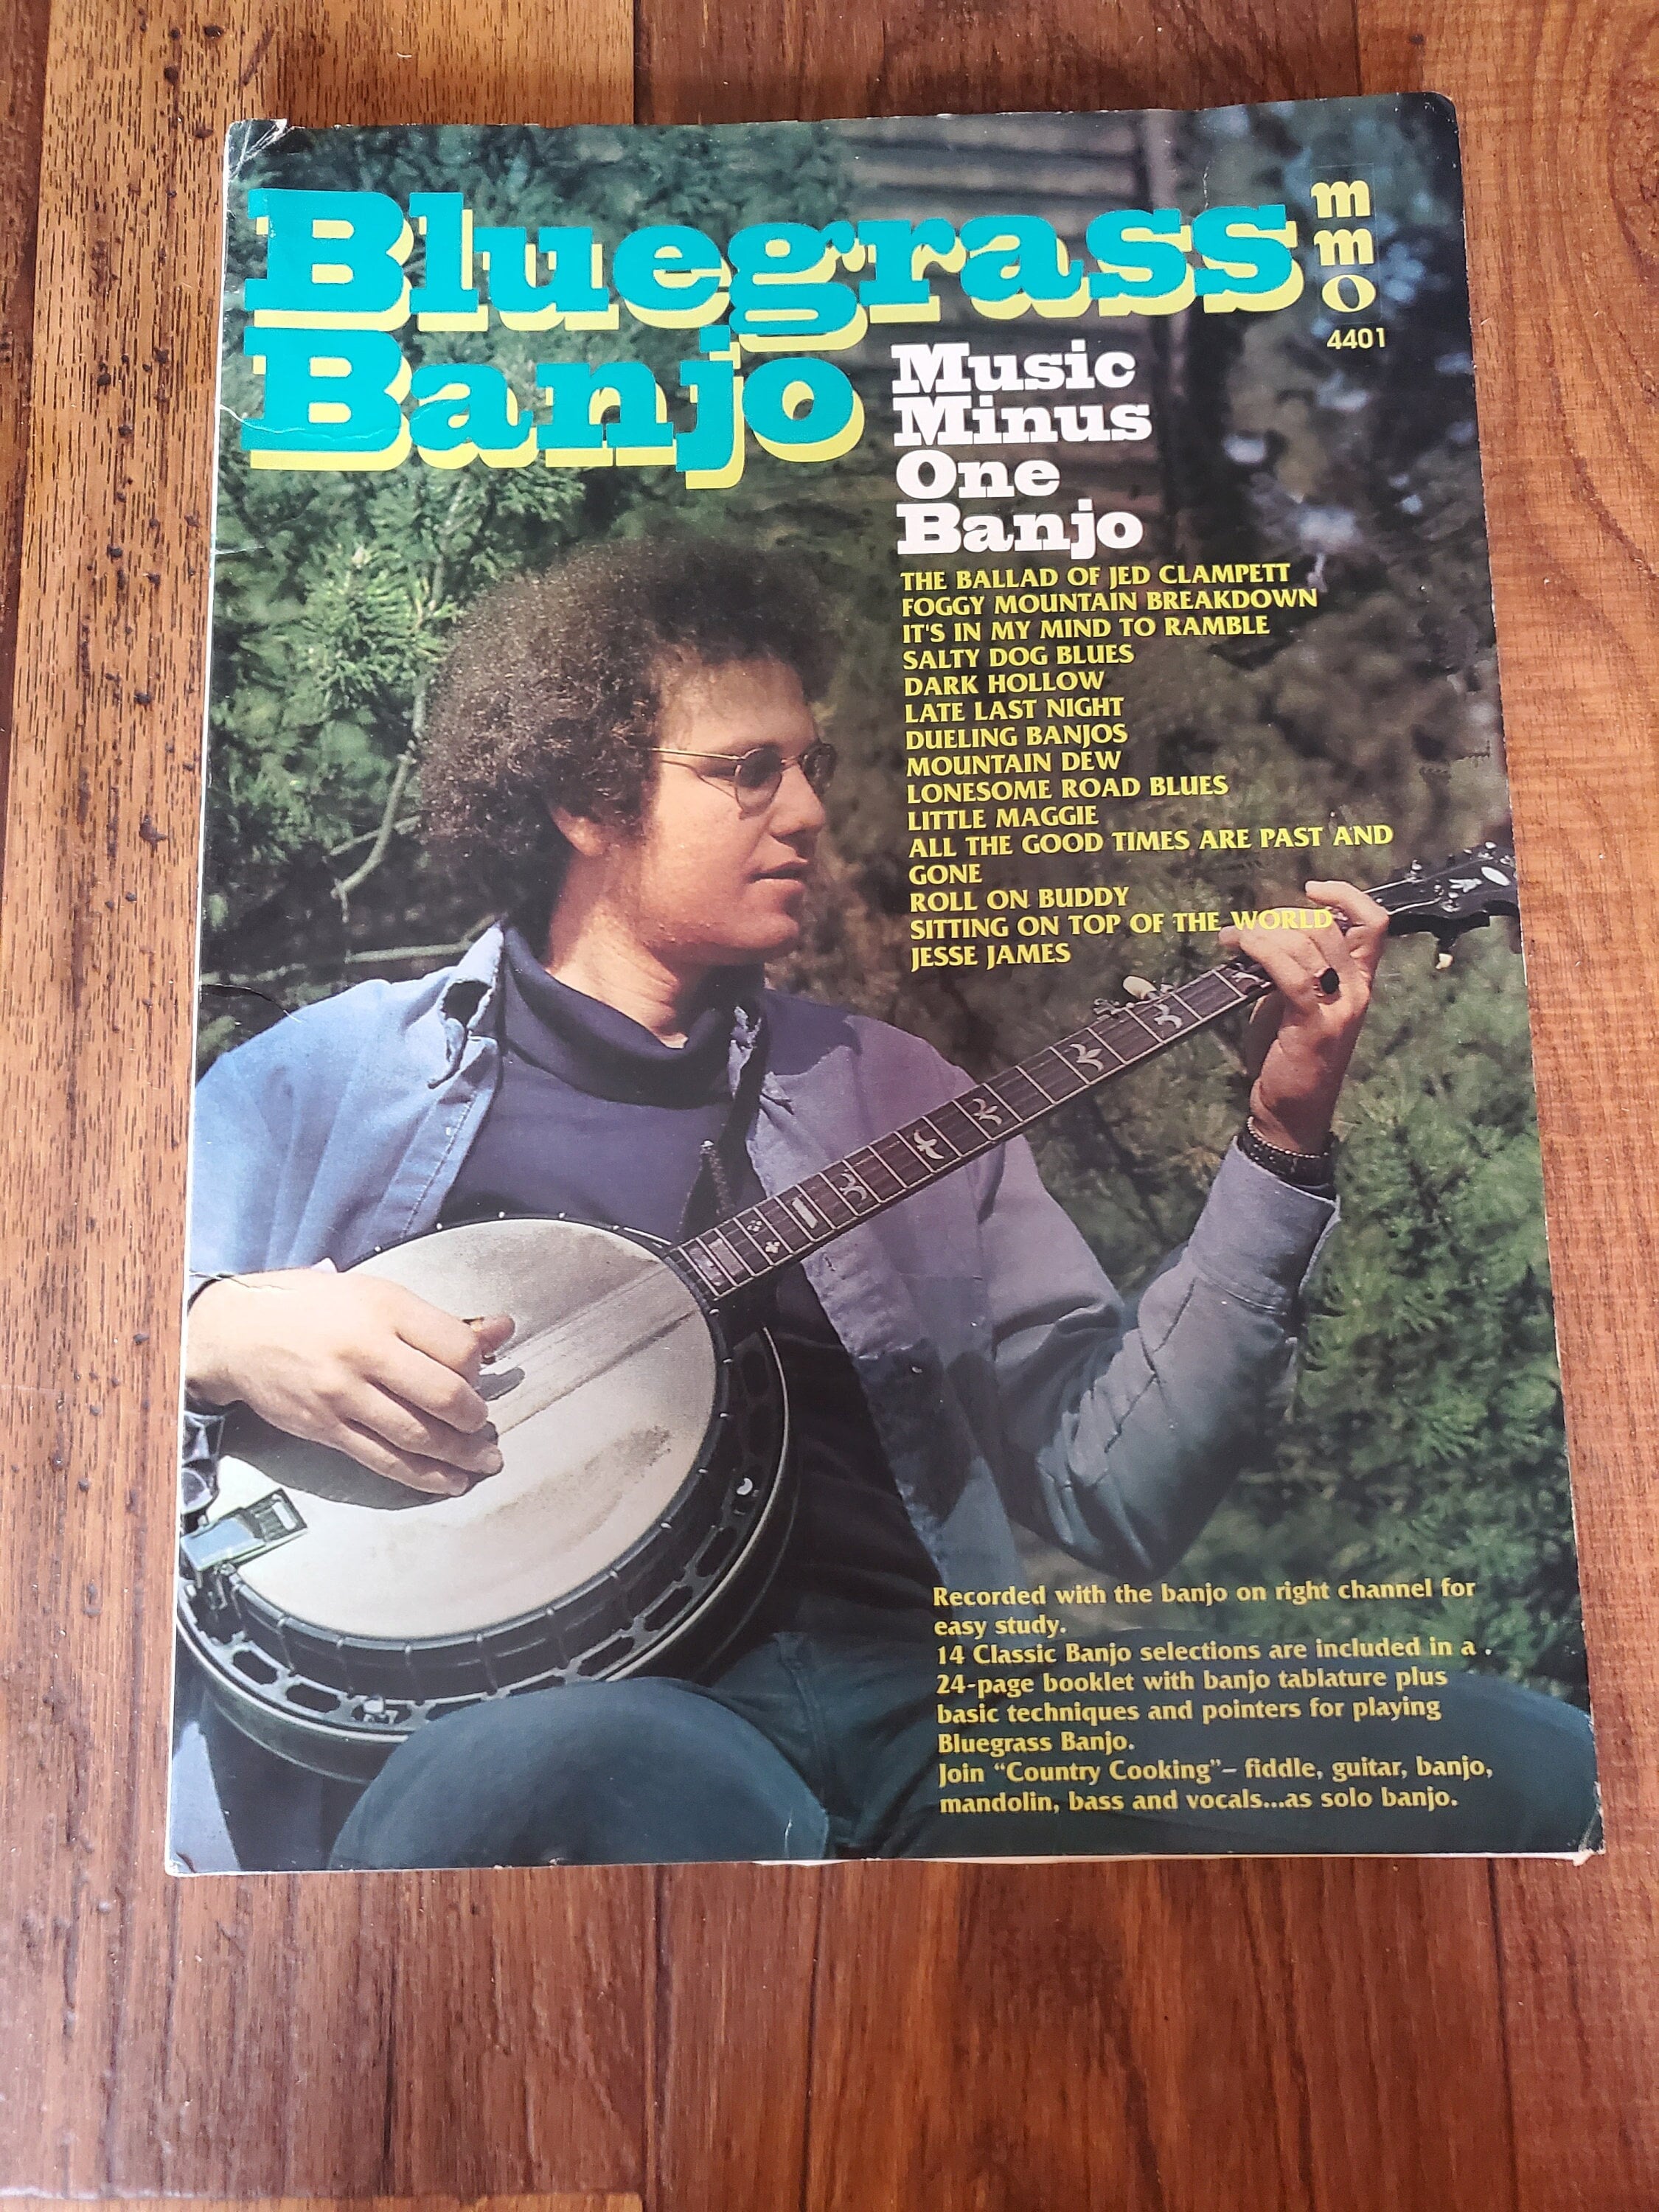 Bluegrass
Banjo
m
m
o
4401
Music
Minus
One
Banjo
THE BALLAD OF JED CLAMPETT
FOGGY MOUNTAIN BREAKDOWN
IT'S IN MY MIND TO RAMBLE
SALTY DOG BLUES
DARK HOLLOW
LATE LAST NIGHT
DUELING BANJOS
MOUNTAIN DEW
LONESOME ROAD BLUES
LITTLE MAGGIE
ALL THE GOOD TIMES ARE PAST AND
GONE
ROLL ON BUDDY
SITTING ON TOP OF THE WORLD
JESSE JAMES
Recorded with the banjo on right channel for
easy study.
14 Classic Banjo selections are included in a .
24-page booklet with banjo tablature plus
basic techniques and pointers for playing
Bluegrass Banjo.
Join “Country Cooking”– fiddle, guitar, banjo,
mandolin, bass and vocals...as solo banjo.